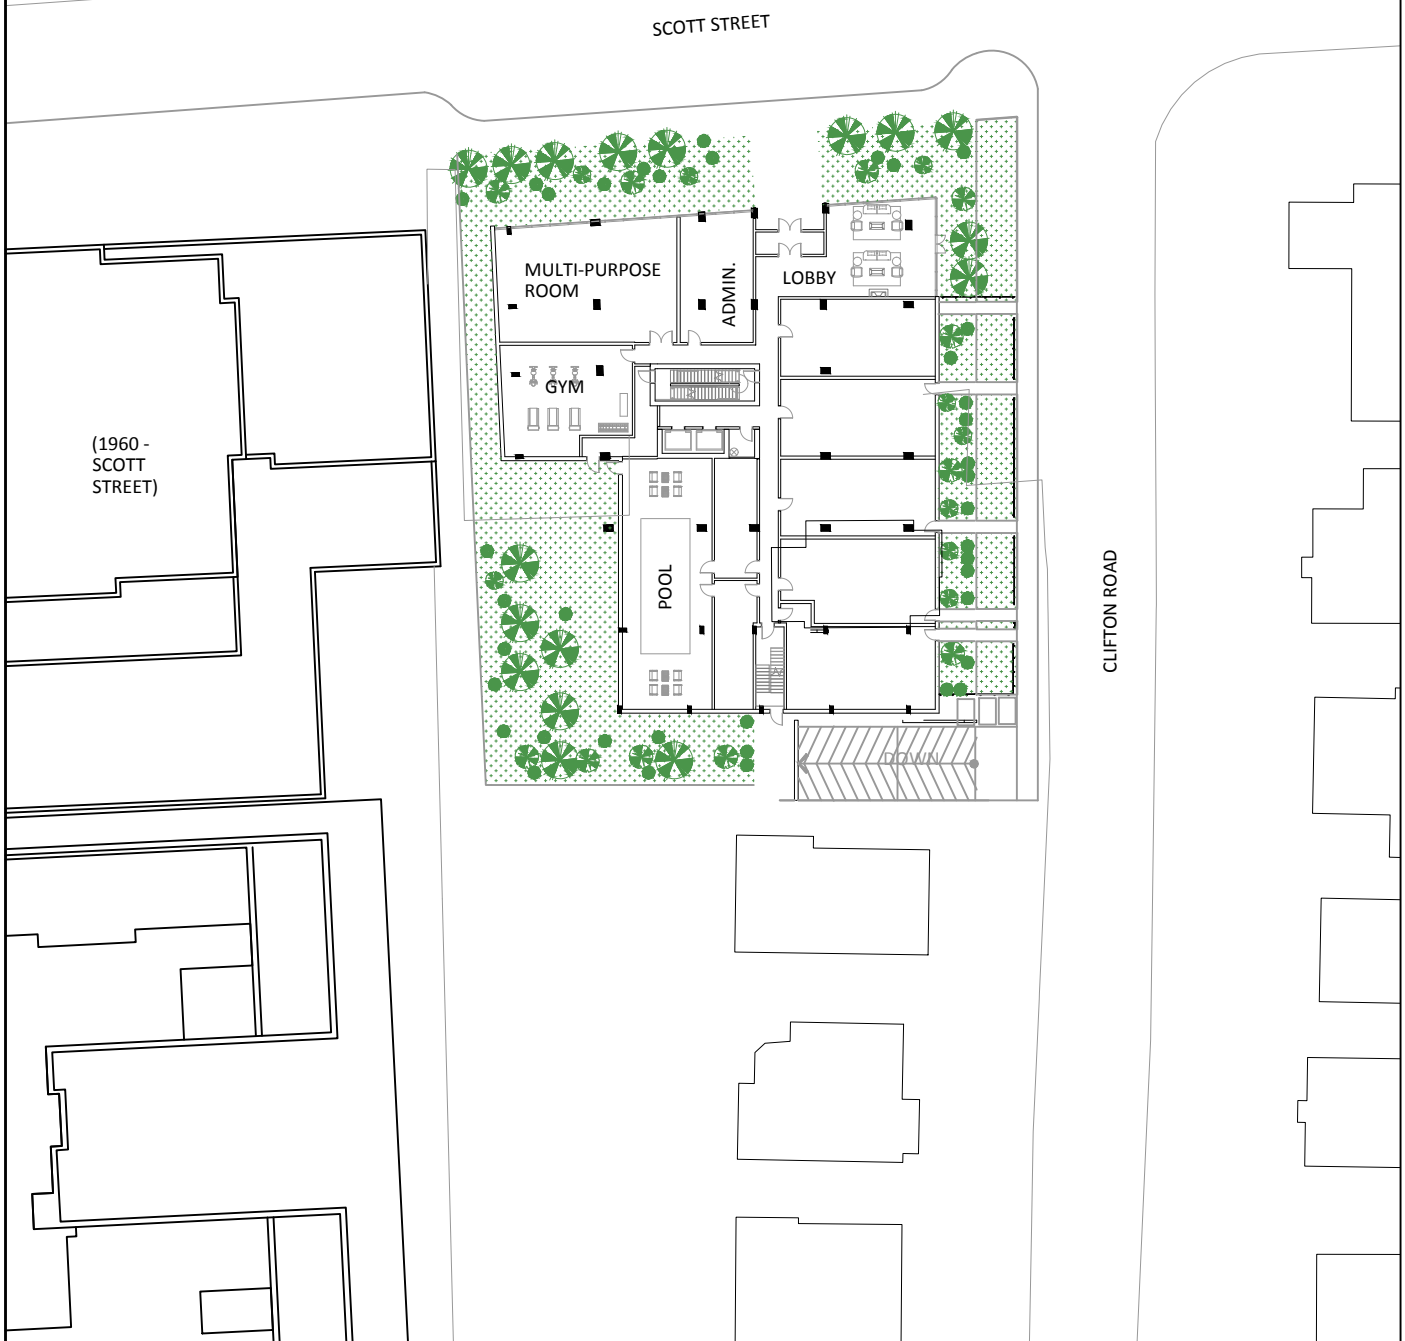 SCOTT STREET
MULTI-PURPOSE
ROOM
ADMIN.
LOBBY
GYM
(1960 -
SCOTT
STREET)
POOL
CLIFTON ROAD
DOWN